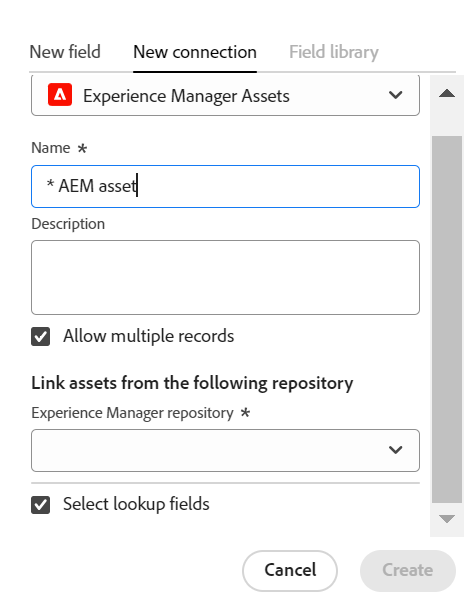 New field New connection Field library
Experience Manager Assets
Name *
* AEM asset
Description
Allow multiple records
Link assets from the following repository
Experience Manager repository *
Select lookup fields
Cancel Create